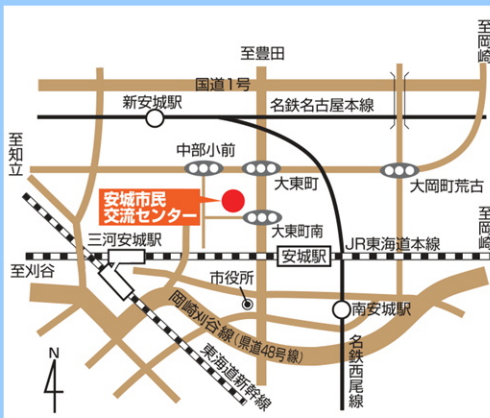 至岡崎
至豊田
国道1号
新安城駅
名鉄名古屋本線
至知立
中部小前
大東町
大岡町荒古
安城市民
交流センター
大東町南
至岡崎
三河安城駅
安城駅
JR東海道本線
至刈谷
市役所
南安城駅
岡崎刈谷線(県道48号線)
東海道新幹線
名鉄西尾線
N